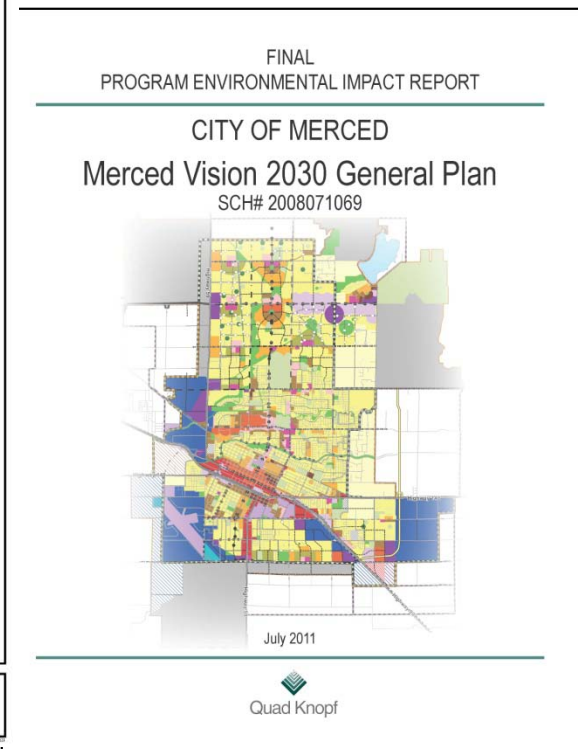 FINAL
PROGRAM ENVIRONMENTAL IMPACT REPORT
CITY OF MERCED
Merced Vision 2030 General Plan
SCH# 2008071069
July 2011
Quad Knopf